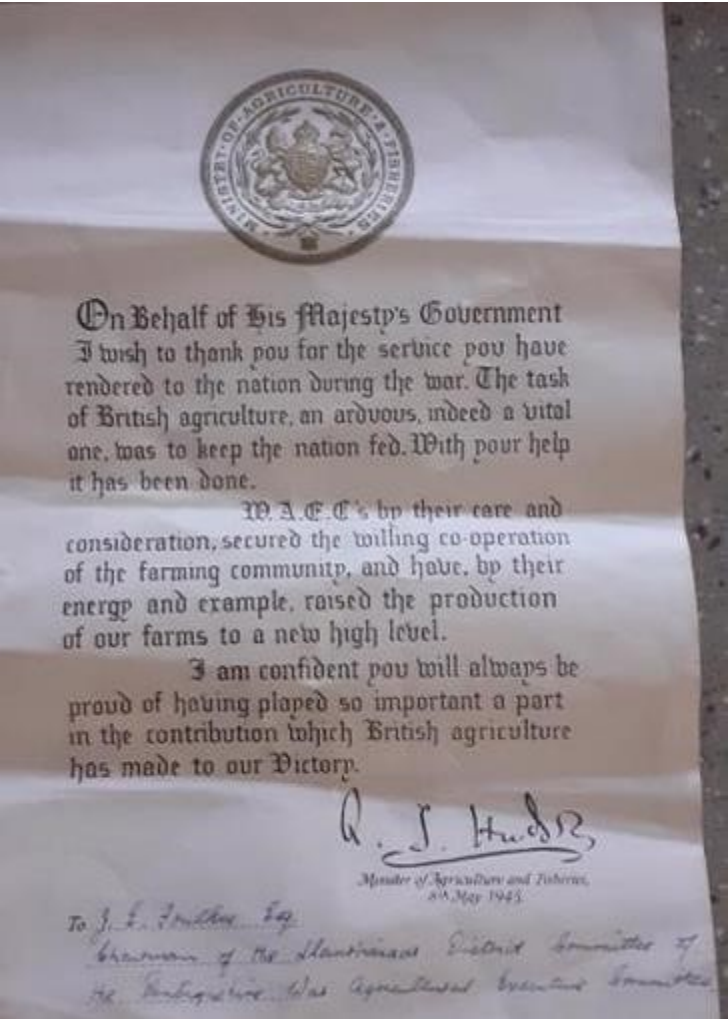 MINISTRY · OF · AGRICULTURE · & · FISHERIES ·
On Behalf of His Majesty's Government
I wish to thank you for the service you have
rendered to the nation during the war. The task
of British agriculture, an arduous, indeed a vital
one, was to keep the nation fed. With your help
it has been done.
W.A.E.C's by their care and
consideration, secured the willing co-operation
of the farming community, and have, by their
energy and example, raised the production
of our farms to a new high level.
I am confident you will always be
proud of having played so important a part
in the contribution which British agriculture
has made to our Victory.
R. S. Hudson
Minister of Agriculture and Fisheries.
8th May 1945
To J. E. Esq.
Chairman of the District Committee of
the War Agricultural Executive Committee